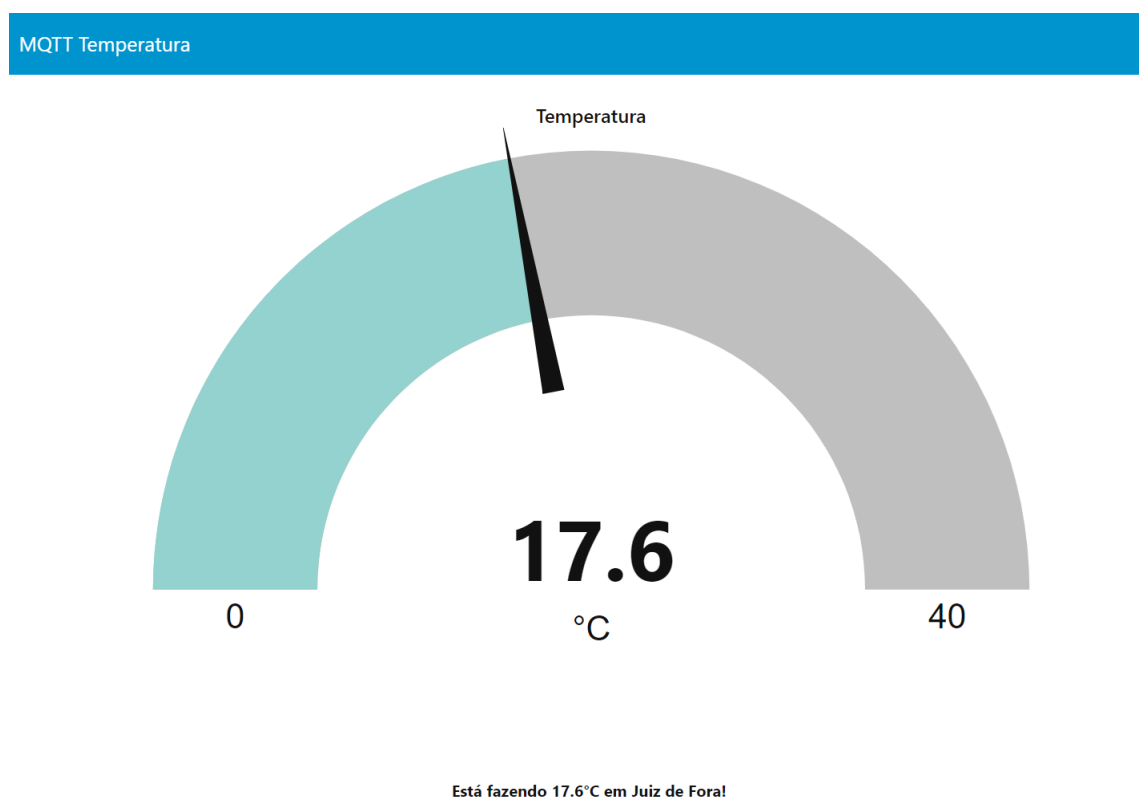 MQTT Temperatura
Temperatura
17.6
0
°C
40
Está fazendo 17.6°C em Juiz de Fora!